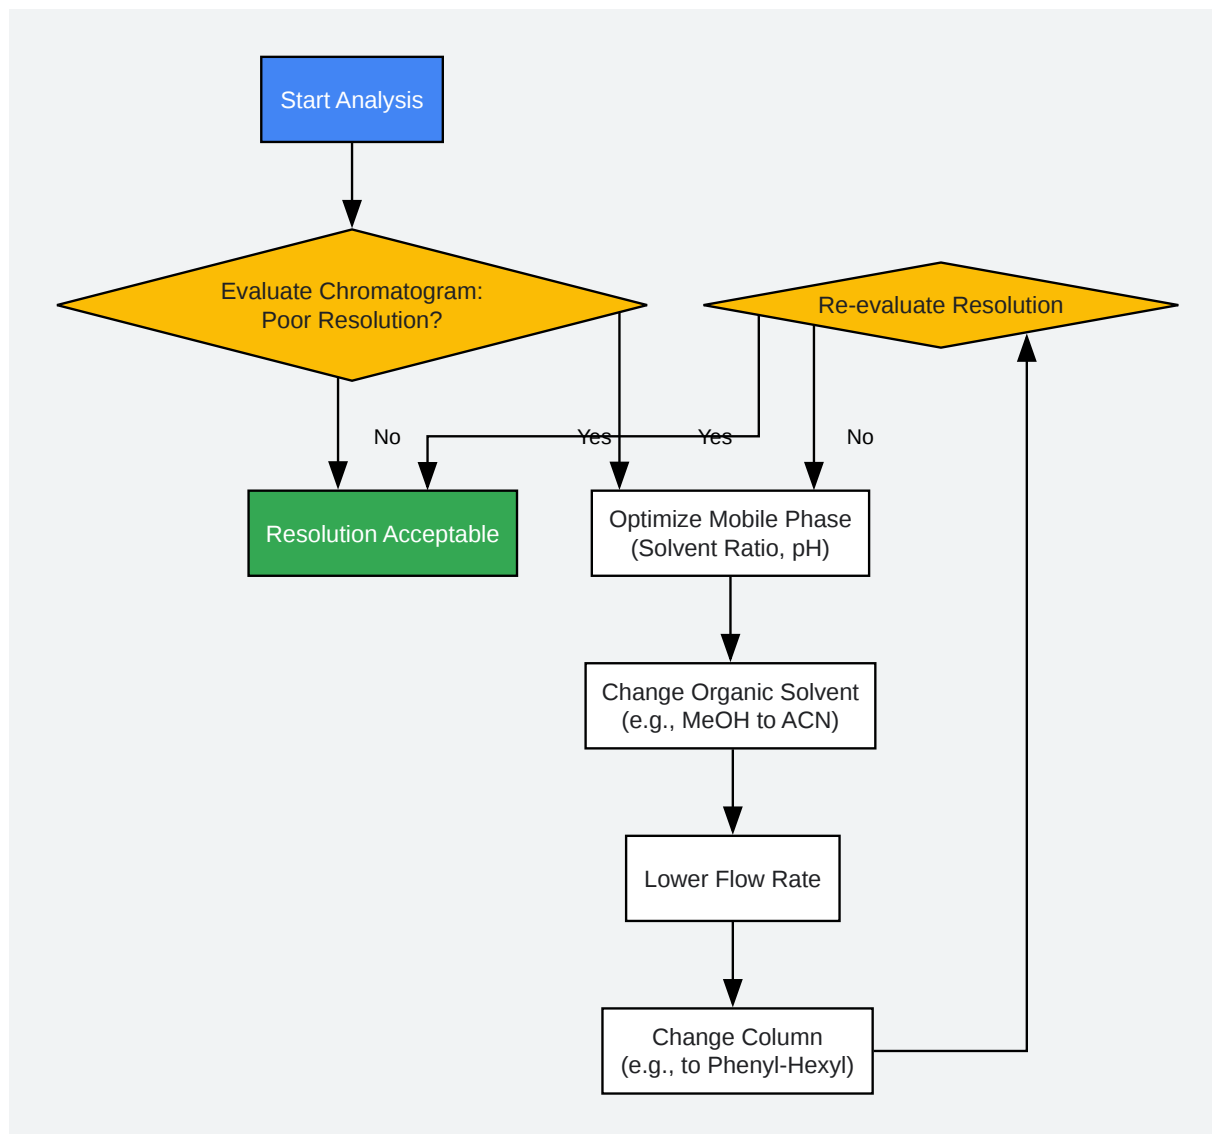 Start Analysis
Evaluate Chromatogram:
Poor Resolution?
Re-evaluate Resolution
No
Yes
Yes
No
Resolution Acceptable
Optimize Mobile Phase
(Solvent Ratio, pH)
Change Organic Solvent
(e.g., MeOH to ACN)
Lower Flow Rate
Change Column
(e.g., to Phenyl-Hexyl)